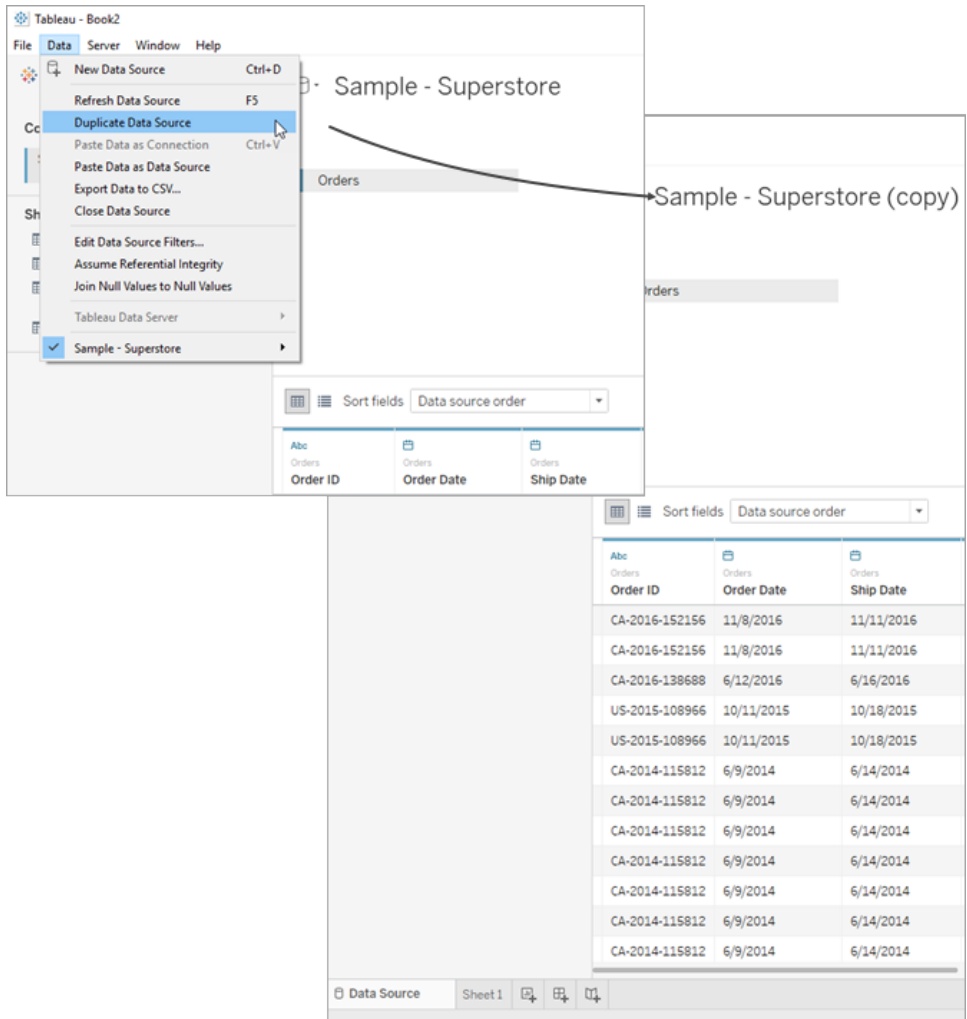 Tableau - Book2
File Data Server Window Help
New Data Source Ctrl+D
Refresh Data Source F5
Duplicate Data Source
Paste Data as Connection Ctrl+V
Paste Data as Data Source
Export Data to CSV...
Close Data Source
Edit Data Source Filters...
Assume Referential Integrity
Join Null Values to Null Values
Tableau Data Server
Sample - Superstore
Co
Sh
Sample - Superstore
Orders
Sort fields Data source order
Abc
Orders Orders Orders
Order ID Order Date Ship Date
Sample - Superstore (copy)
Orders
Sort fields Data source order
Abc
Orders Orders Orders
Order ID Order Date Ship Date
CA-2016-152156 11/8/2016 11/11/2016
CA-2016-152156 11/8/2016 11/11/2016
CA-2016-138688 6/12/2016 6/16/2016
US-2015-108966 10/11/2015 10/18/2015
US-2015-108966 10/11/2015 10/18/2015
CA-2014-115812 6/9/2014 6/14/2014
CA-2014-115812 6/9/2014 6/14/2014
CA-2014-115812 6/9/2014 6/14/2014
CA-2014-115812 6/9/2014 6/14/2014
CA-2014-115812 6/9/2014 6/14/2014
CA-2014-115812 6/9/2014 6/14/2014
CA-2014-115812 6/9/2014 6/14/2014
Data Source Sheet 1